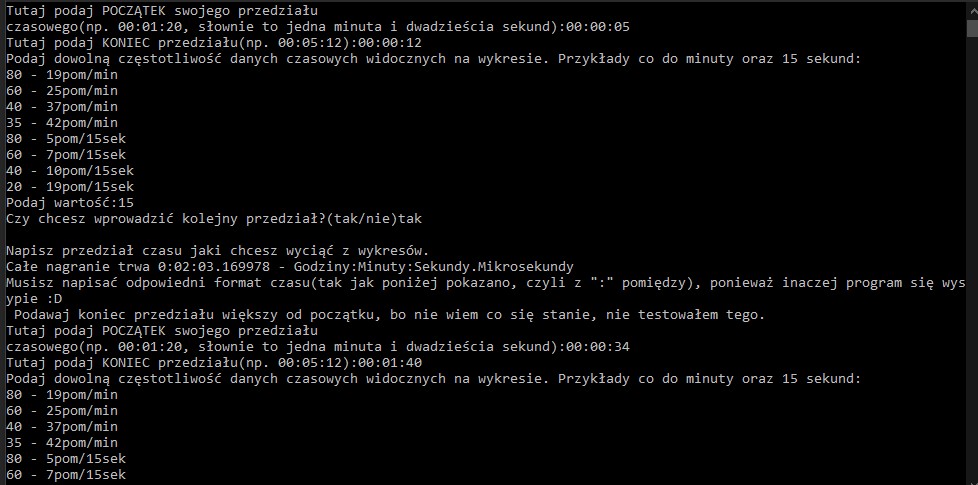 Tutaj podaj POCZĄTEK swojego przedziału
czasowego(np. 00:01:20, słownie to jedna minuta i dwadzieścia sekund):00:00:05
Tutaj podaj KONIEC przedziału(np. 00:05:12):00:00:12
Podaj dowolną częstotliwość danych czasowych widocznych na wykresie. Przykłady co do minuty oraz 15 sekund:
80 - 19pom/min
60 - 25pom/min
40 - 37pom/min
35 - 42pom/min
80 - 5pom/15sek
60 - 7pom/15sek
40 - 10pom/15sek
20 - 19pom/15sek
Podaj wartość:15
Czy chcesz wprowadzić kolejny przedział?(tak/nie)tak
Napisz przedział czasu jaki chcesz wyciąć z wykresów.
Całe nagranie trwa 0:02:03.169978 - Godziny:Minuty:Sekundy.Mikrosekundy
Musisz napisać odpowiedni format czasu(tak jak poniżej pokazano, czyli z ":" pomiędzy), ponieważ inaczej program się wys
ypie :D
Podawaj koniec przedziału większy od początku, bo nie wiem co się stanie, nie testowałem tego.
Tutaj podaj POCZĄTEK swojego przedziału
czasowego(np. 00:01:20, słownie to jedna minuta i dwadzieścia sekund):00:00:34
Tutaj podaj KONIEC przedziału(np. 00:05:12):00:01:40
Podaj dowolną częstotliwość danych czasowych widocznych na wykresie. Przykłady co do minuty oraz 15 sekund:
80 - 19pom/min
60 - 25pom/min
40 - 37pom/min
35 - 42pom/min
80 - 5pom/15sek
60 - 7pom/15sek